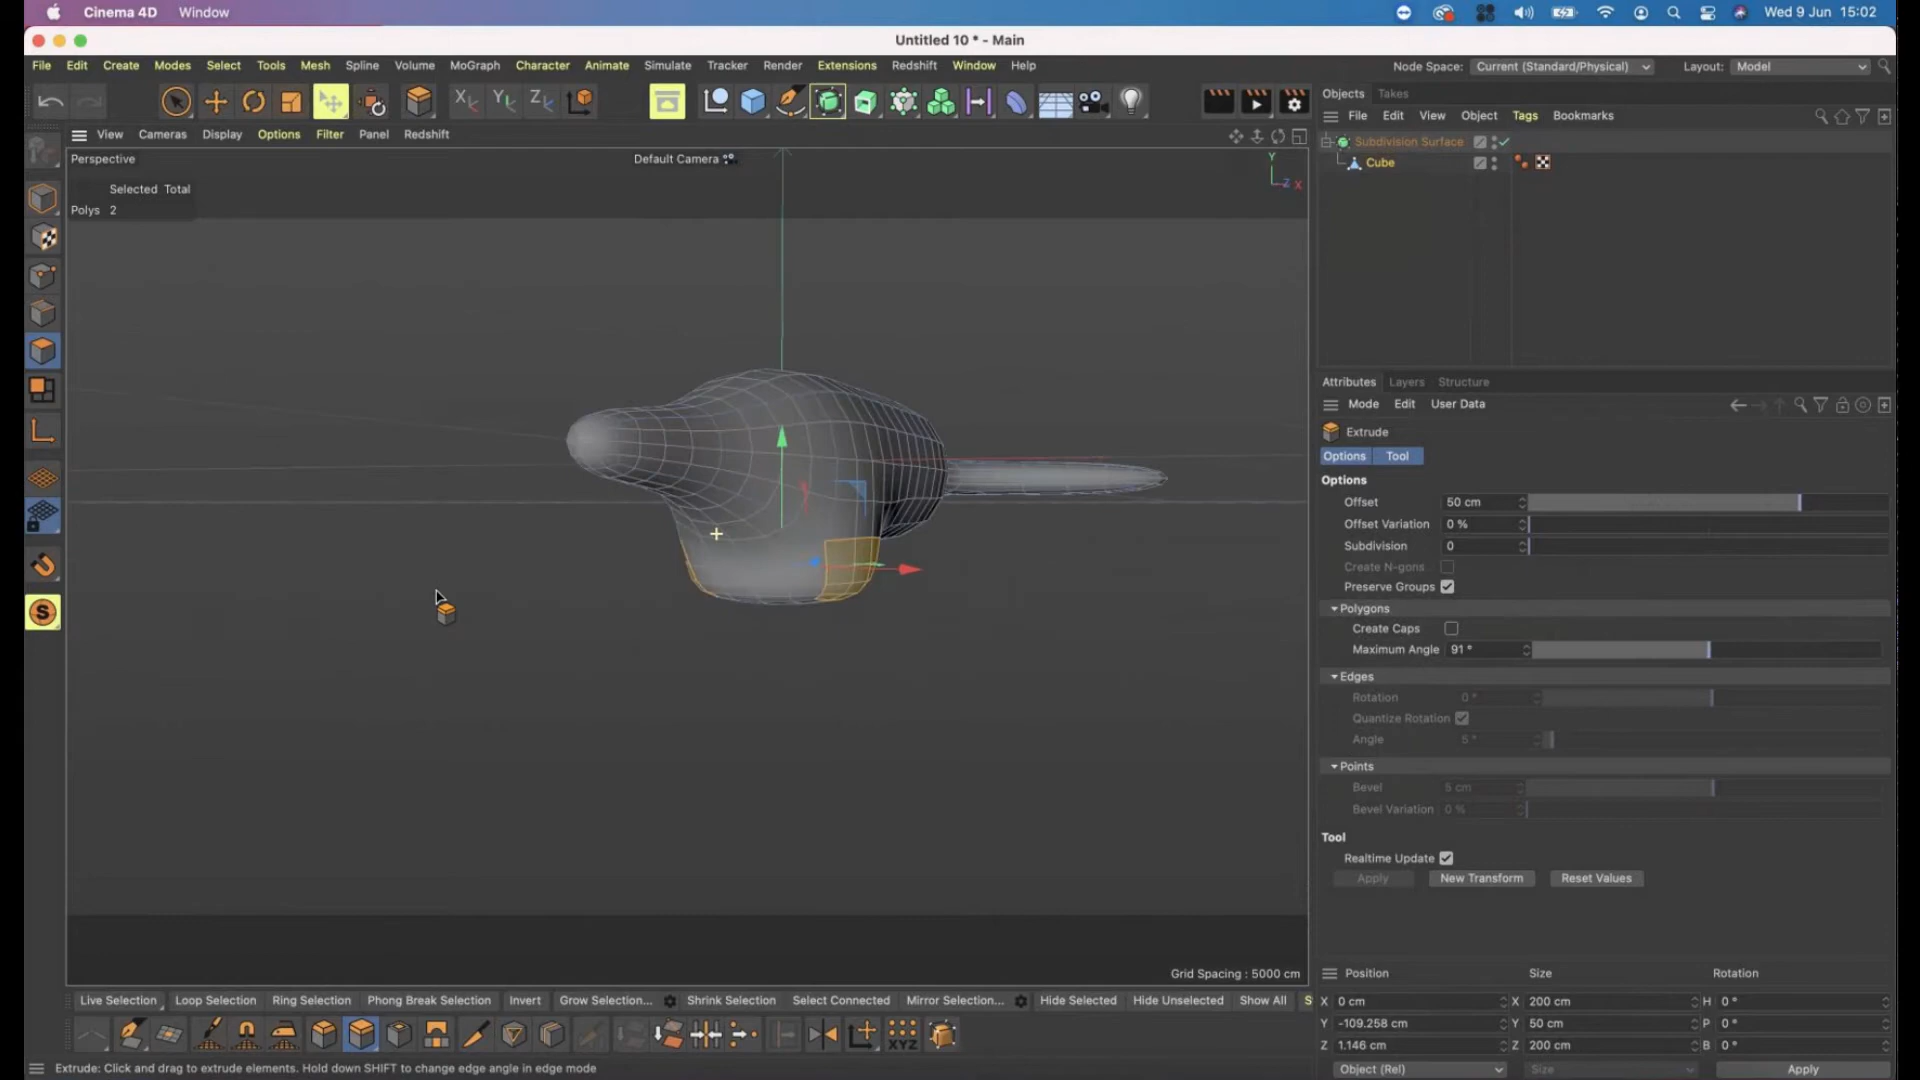 Cinema 4D Window Wed 9 Jun 15:02
Untitled 10 * - Main
File Edit Create Modes Select Tools Mesh Spline Volume MoGraph Character Animate Simulate Tracker Render Extensions Redshift Window Help Node Space: Current (Standard/Physical) Layout: Model
X Y Z
Objects Takes
File Edit View Object Tags Bookmarks
View Cameras Display Options Filter Panel Redshift
Perspective Default Camera
Y
Z X
Subdivision Surface
Cube
Selected Total
Polys 2
Attributes Layers Structure
Mode Edit User Data
Extrude
Options Tool
Options
Offset 50 cm
Offset Variation 0 %
Subdivision 0
Create N-gons
Preserve Groups
Polygons
Create Caps
Maximum Angle 91 °
Edges
Rotation 0 °
Quantize Rotation
Angle 5 °
Points
Bevel 5 cm
Bevel Variation 0 %
Tool
Realtime Update
Apply New Transform Reset Values
S
Grid Spacing : 5000 cm
Position Size Rotation
X 0 cm X 200 cm H 0 °
Y -109.258 cm Y 50 cm P 0 °
Z 1.146 cm Z 200 cm B 0 °
Object (Rel) Size Apply
Live Selection Loop Selection Ring Selection Phong Break Selection Invert Grow Selection... Shrink Selection Select Connected Mirror Selection... Hide Selected Hide Unselected Show All S
XYZ
Extrude: Click and drag to extrude elements. Hold down SHIFT to change edge angle in edge mode